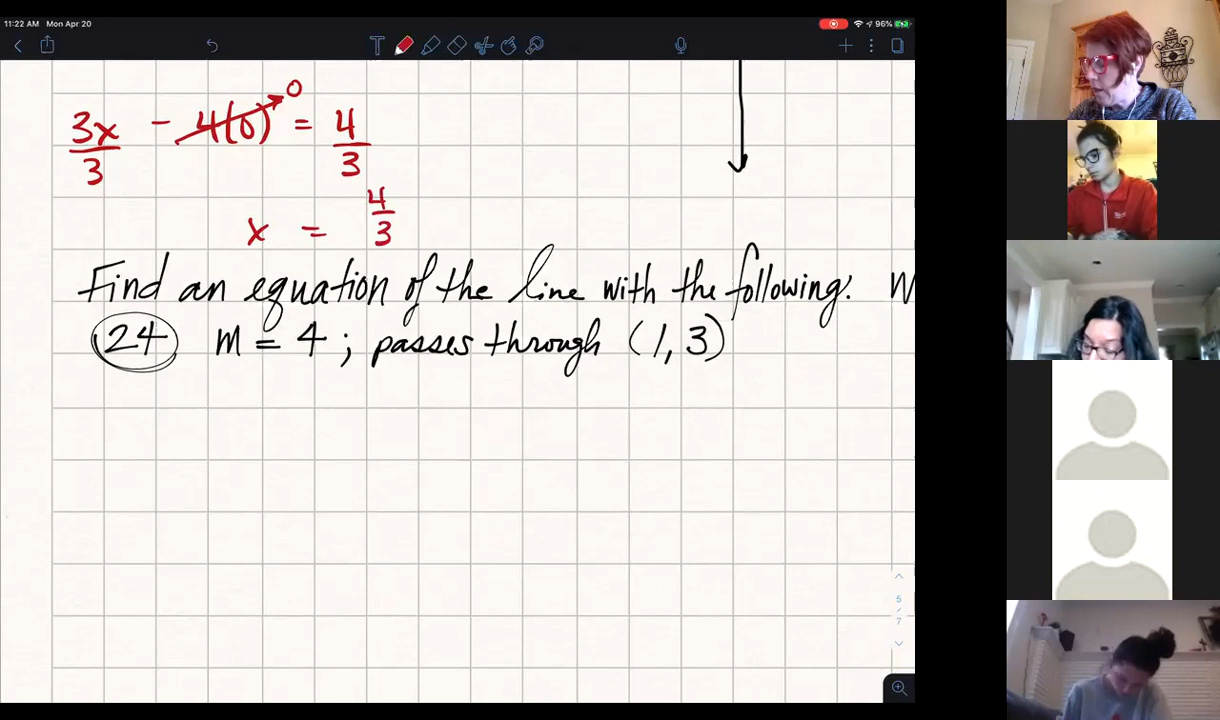 11:22 AM Mon Apr 20
96%
3x/3 - 4(0) 0 = 4/3
x = 4/3
Find an equation of the line with the following. W
24 m = 4 ; passes through (1, 3)
5
/
7